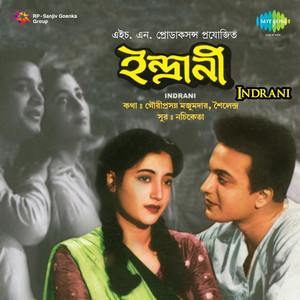 RP - Sanjiv Goenka
Group
এইচ. এন. প্রোডাকসন্স প্রযোজিত
ইন্দ্রানী
INDRANI
INDRANI
কথা : গৌরীপ্রসন্ন মজুমদার, শৈলেন্দ্র
সুর : নচিকেতা